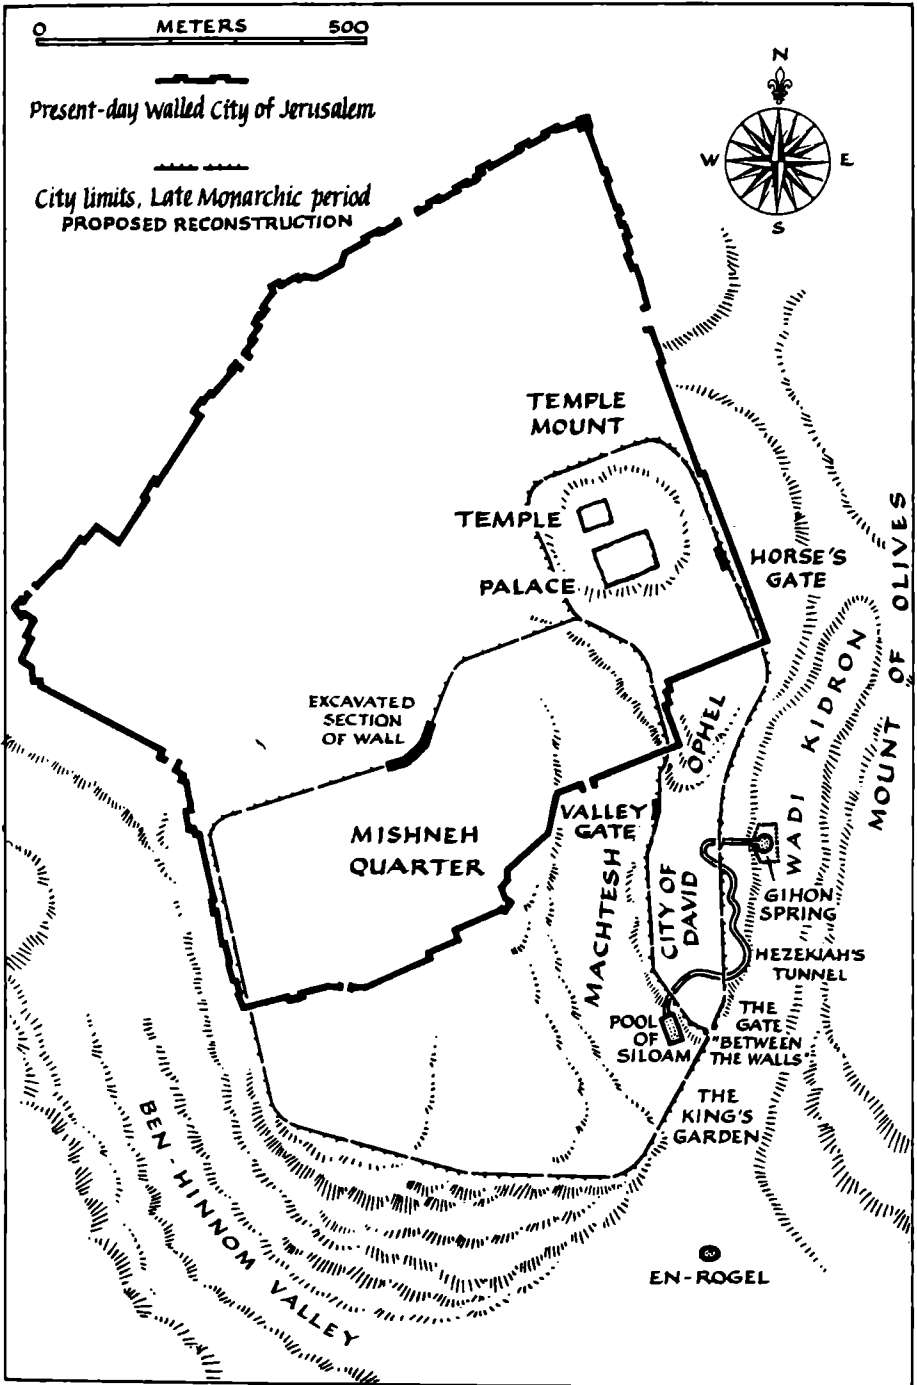 0 METERS 500
Present-day Walled City of Jerusalem
City limits, Late Monarchic period
PROPOSED RECONSTRUCTION
N
W E
S
TEMPLE
MOUNT
TEMPLE
PALACE
HORSE'S
GATE
MOUNT OF OLIVES
WADI KIDRON
EXCAVATED
SECTION
OF WALL
OPHEL
MISHNEH
QUARTER
VALLEY
GATE
MACHTESH
CITY OF
DAVID
GIHON
SPRING
HEZEKIAH'S
TUNNEL
POOL
OF
SILOAM
THE
GATE
"BETWEEN
THE WALLS"
THE
KING'S
GARDEN
BEN-HINNOM VALLEY
EN-ROGEL